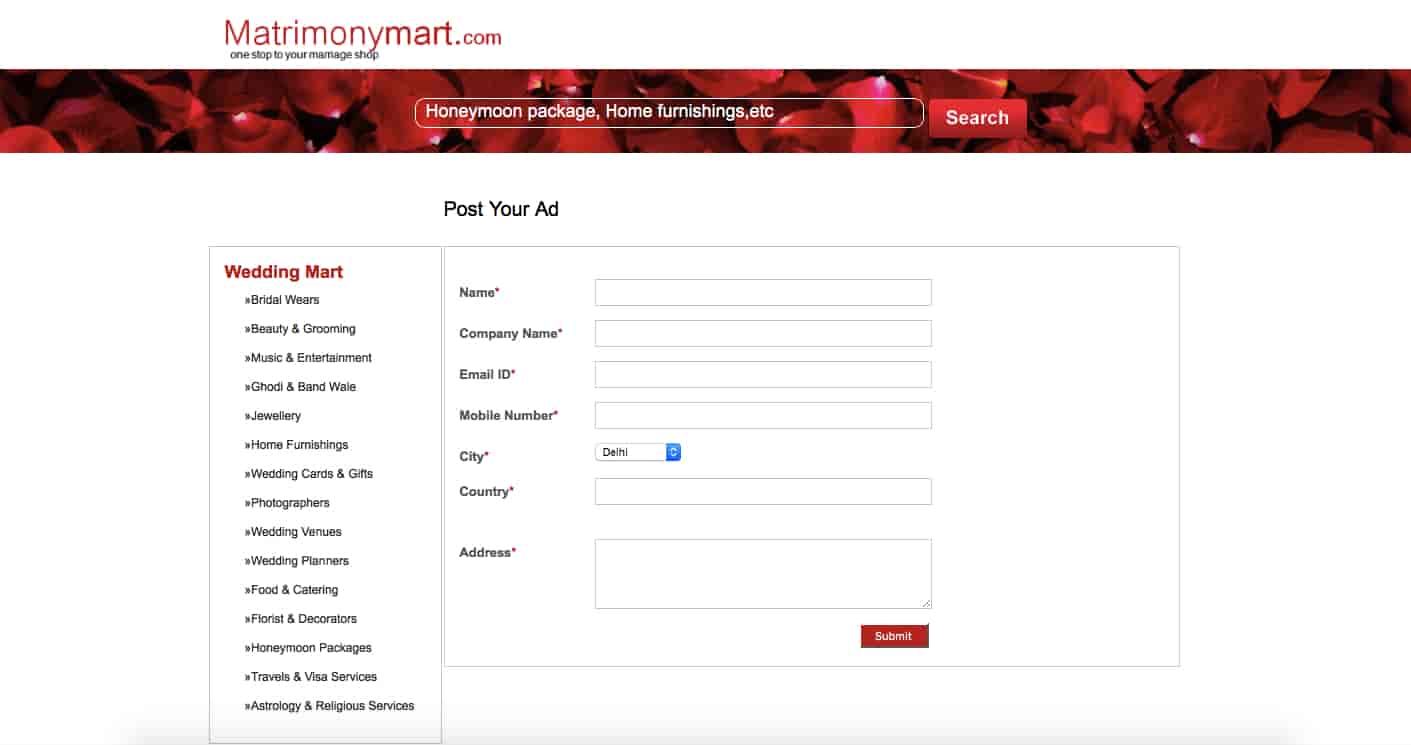 Matrimonymart.com
one stop to your marriage shop
Honeymoon package, Home furnishings,etc
Search
Post Your Ad
Wedding Mart
»Bridal Wears
»Beauty & Grooming
»Music & Entertainment
»Ghodi & Band Wale
»Jewellery
»Home Furnishings
»Wedding Cards & Gifts
»Photographers
»Wedding Venues
»Wedding Planners
»Food & Catering
»Florist & Decorators
»Honeymoon Packages
»Travels & Visa Services
»Astrology & Religious Services
Name*
Company Name*
Email ID*
Mobile Number*
City* Delhi
Country*
Address*
Submit